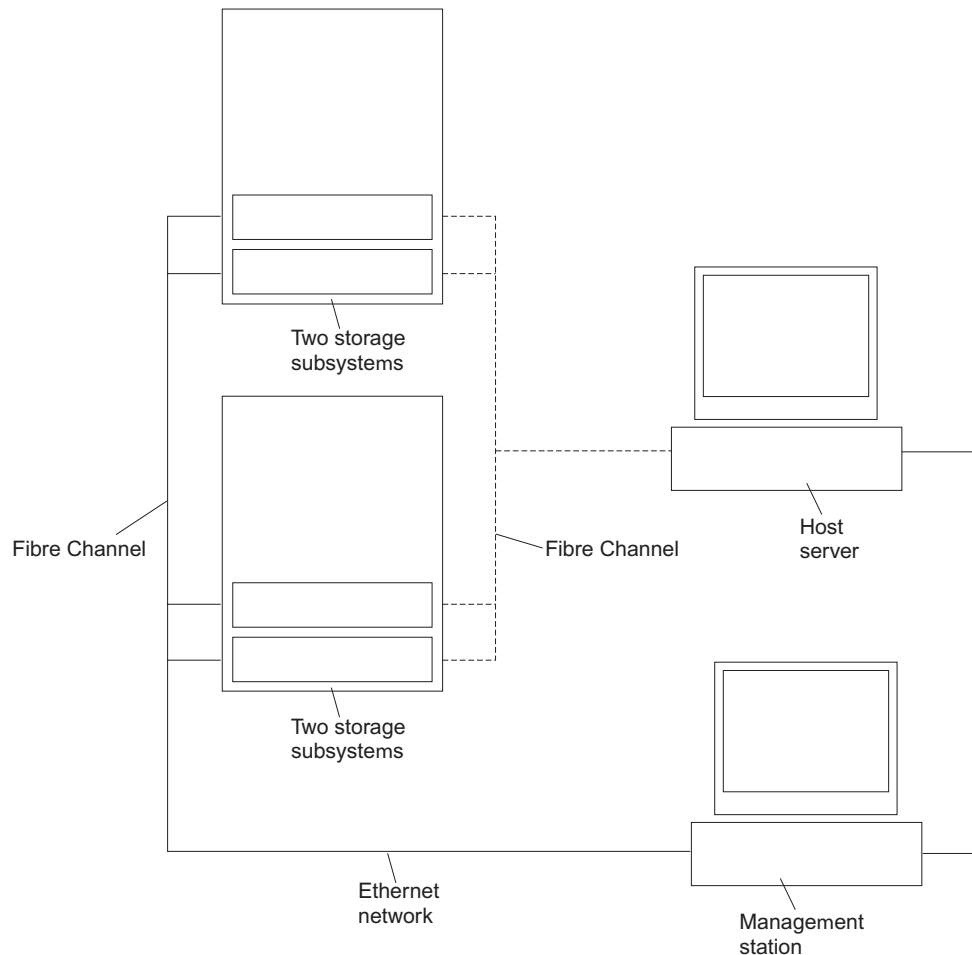 Two storage
subsystems
Fibre Channel
Fibre Channel
Host
server
Two storage
subsystems
Ethernet
network
Management
station